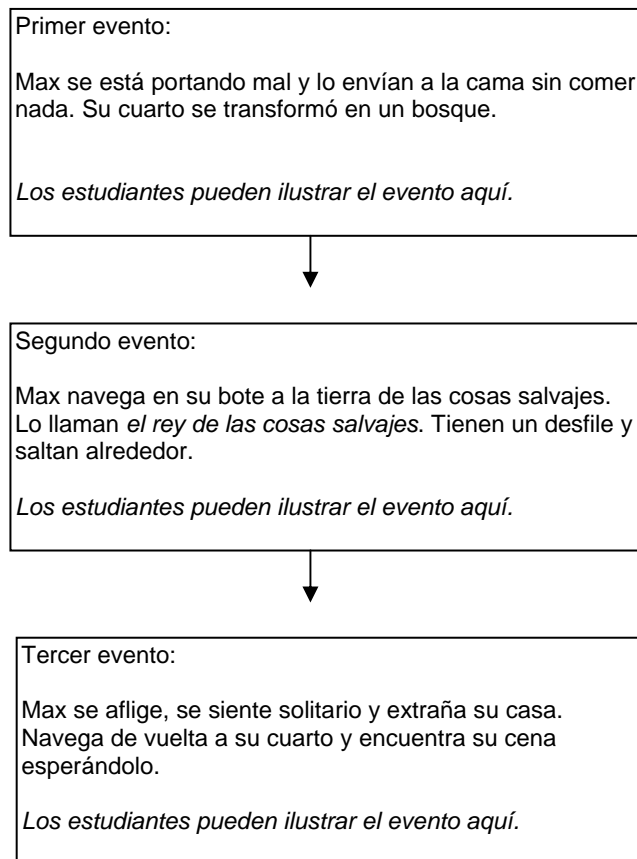 Primer evento:
Max se está portando mal y lo envían a la cama sin comer
nada. Su cuarto se transformó en un bosque.
Los estudiantes pueden ilustrar el evento aquí.
Segundo evento:
Max navega en su bote a la tierra de las cosas salvajes.
Lo llaman el rey de las cosas salvajes. Tienen un desfile y
saltan alrededor.
Los estudiantes pueden ilustrar el evento aquí.
Tercer evento:
Max se aflige, se siente solitario y extraña su casa.
Navega de vuelta a su cuarto y encuentra su cena
esperándolo.
Los estudiantes pueden ilustrar el evento aquí.